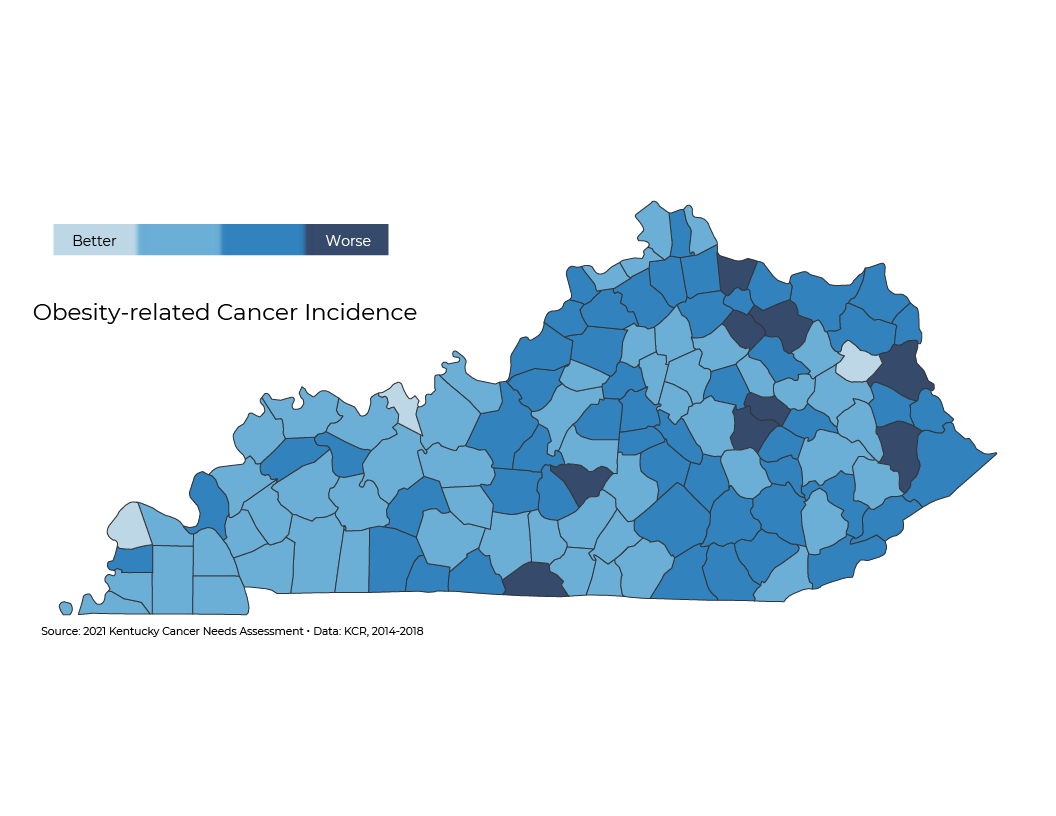 Better Worse
Obesity-related Cancer Incidence
Source: 2021 Kentucky Cancer Needs Assessment • Data: KCR, 2014-2018